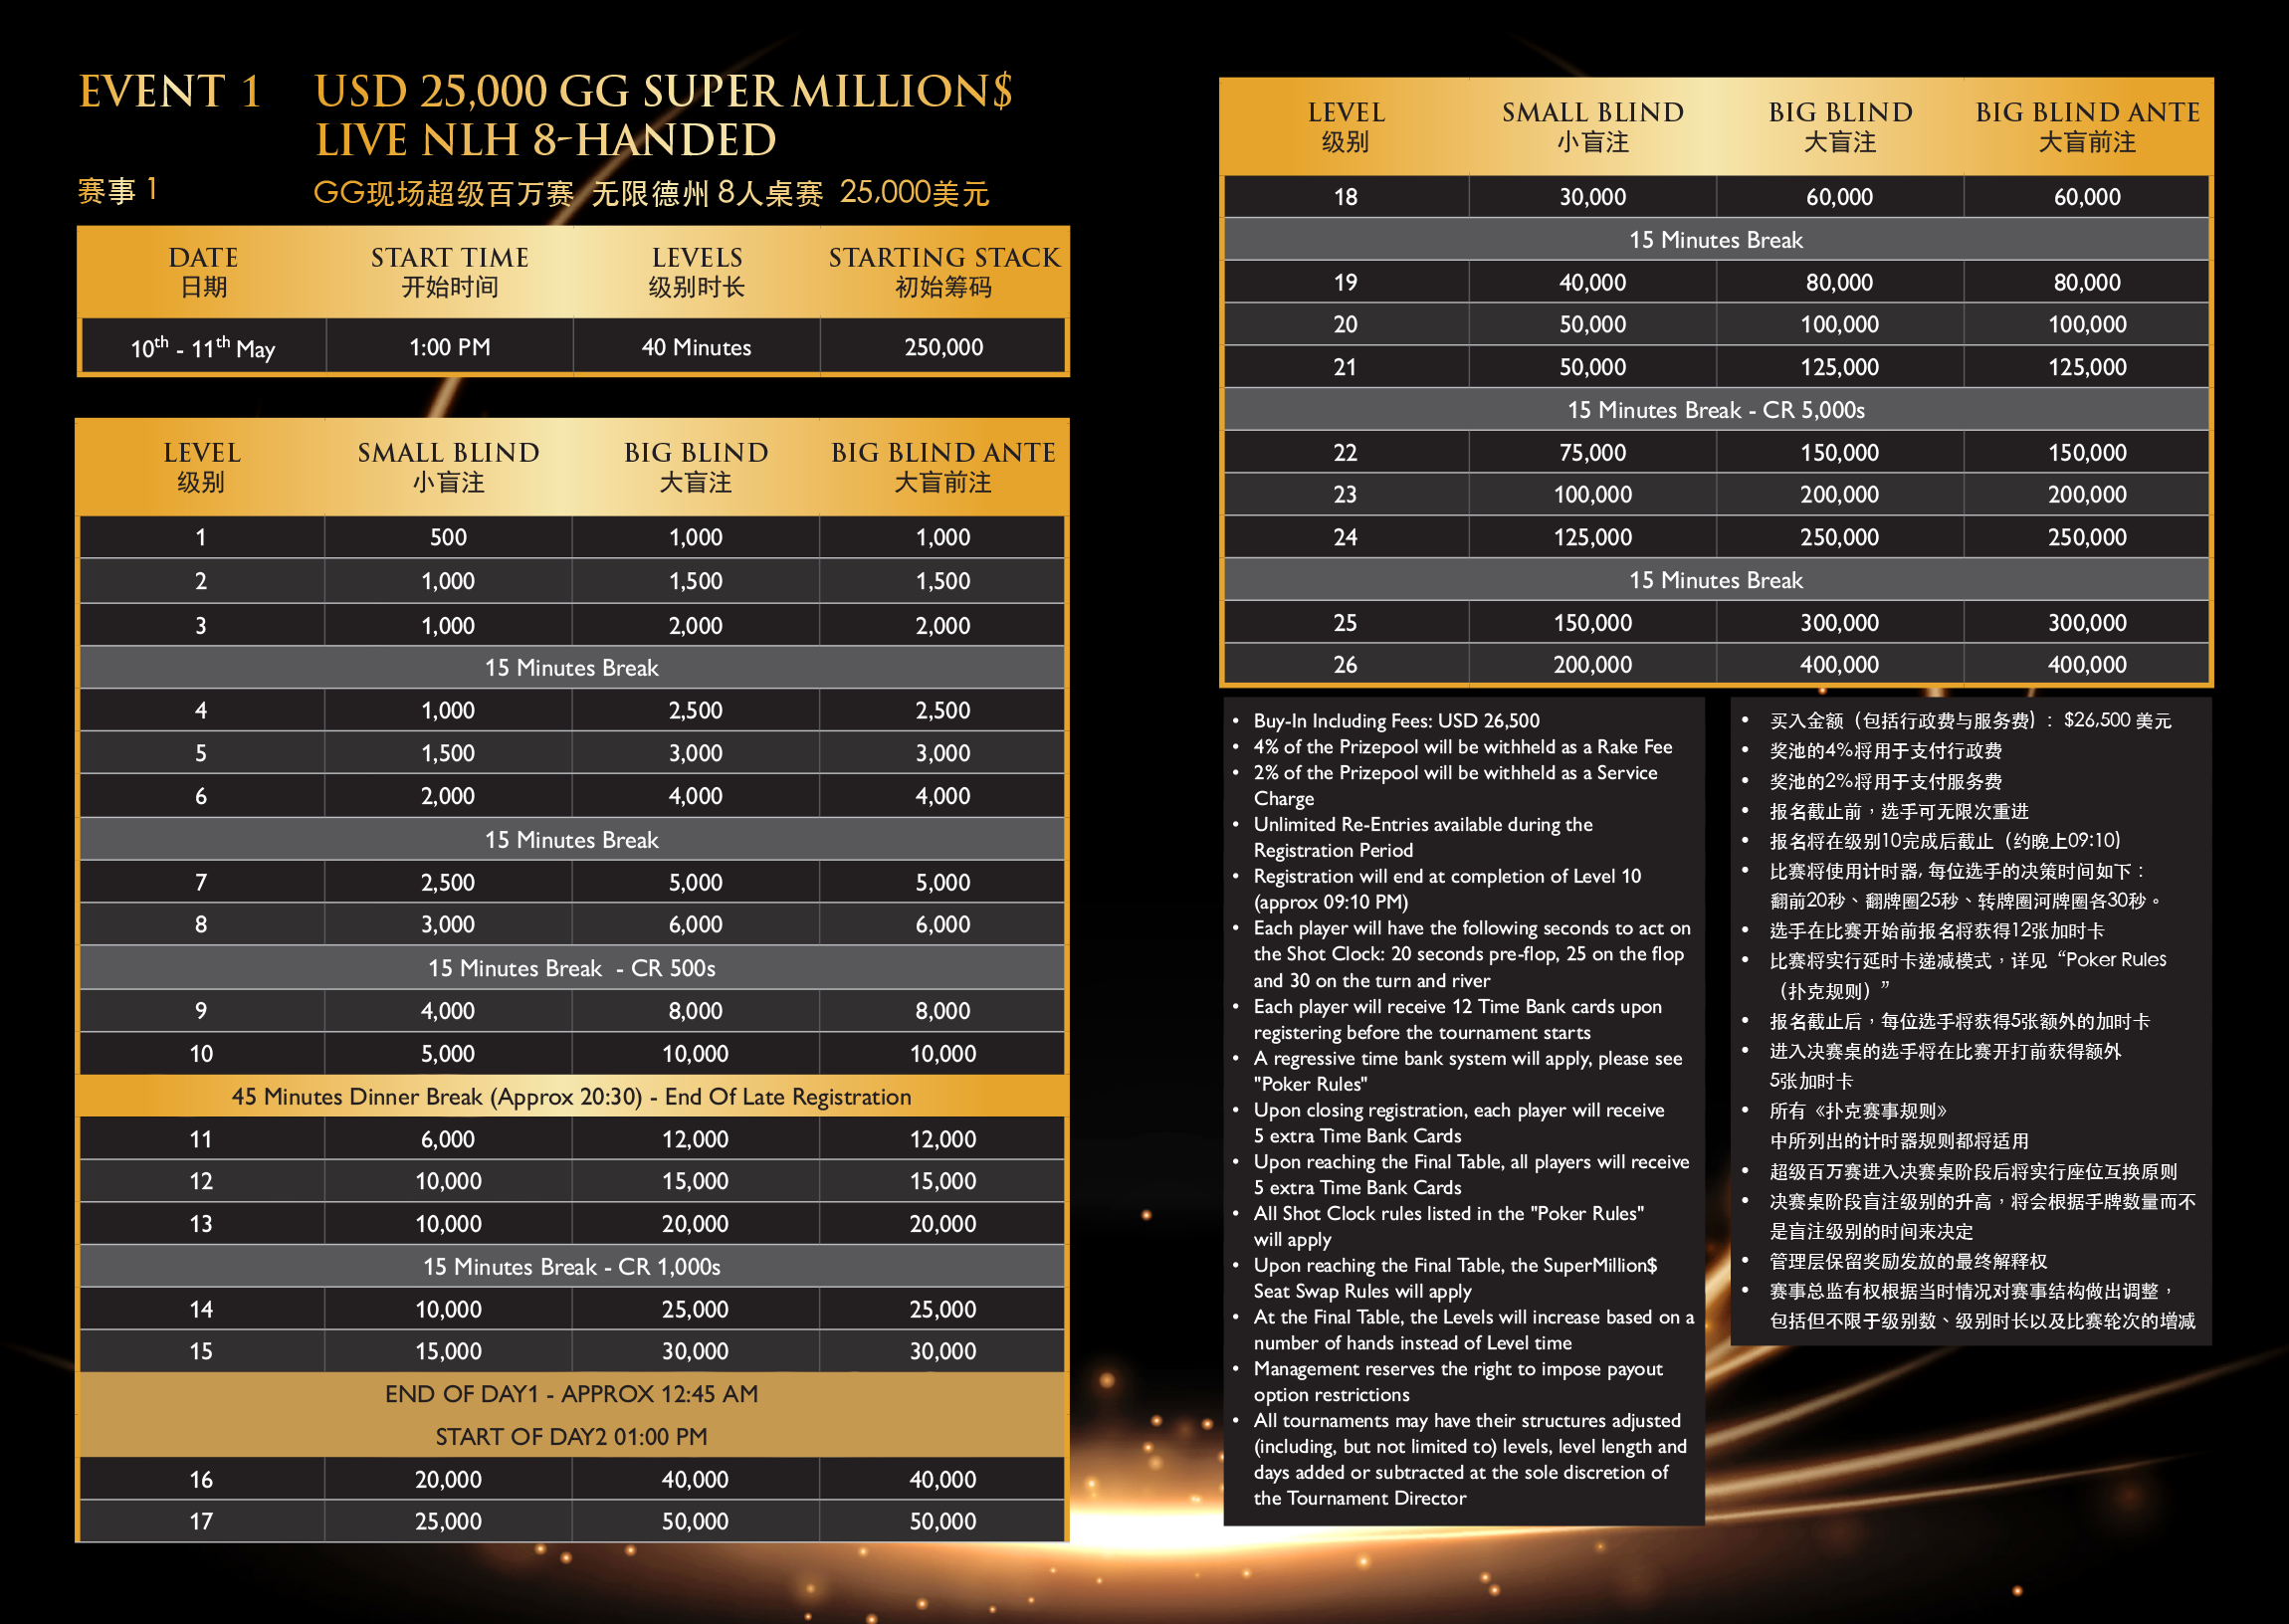 EVENT 1 USD 25,000 GG SUPER MILLION$
LIVE NLH 8-HANDED
赛事 1 GG现场超级百万赛 无限德州 8人桌赛 25,000美元
DATE START TIME LEVELS STARTING STACK
日期 开始时间 级别时长 初始筹码
10th - 11th May 1:00 PM 40 Minutes 250,000
LEVEL SMALL BLIND BIG BLIND BIG BLIND ANTE
级别 小盲注 大盲注 大盲前注
1 500 1,000 1,000
2 1,000 1,500 1,500
3 1,000 2,000 2,000
15 Minutes Break
4 1,000 2,500 2,500
5 1,500 3,000 3,000
6 2,000 4,000 4,000
15 Minutes Break
7 2,500 5,000 5,000
8 3,000 6,000 6,000
15 Minutes Break - CR 500s
9 4,000 8,000 8,000
10 5,000 10,000 10,000
45 Minutes Dinner Break (Approx 20:30) - End Of Late Registration
11 6,000 12,000 12,000
12 10,000 15,000 15,000
13 10,000 20,000 20,000
15 Minutes Break - CR 1,000s
14 10,000 25,000 25,000
15 15,000 30,000 30,000
END OF DAY1 - APPROX 12:45 AM
START OF DAY2 01:00 PM
16 20,000 40,000 40,000
17 25,000 50,000 50,000
LEVEL SMALL BLIND BIG BLIND BIG BLIND ANTE
级别 小盲注 大盲注 大盲前注
18 30,000 60,000 60,000
15 Minutes Break
19 40,000 80,000 80,000
20 50,000 100,000 100,000
21 50,000 125,000 125,000
15 Minutes Break - CR 5,000s
22 75,000 150,000 150,000
23 100,000 200,000 200,000
24 125,000 250,000 250,000
15 Minutes Break
25 150,000 300,000 300,000
26 200,000 400,000 400,000
• Buy-In Including Fees: USD 26,500
• 4% of the Prizepool will be withheld as a Rake Fee
• 2% of the Prizepool will be withheld as a Service
Charge
• Unlimited Re-Entries available during the
Registration Period
• Registration will end at completion of Level 10
(approx 09:10 PM)
• Each player will have the following seconds to act on
the Shot Clock: 20 seconds pre-flop, 25 on the flop
and 30 on the turn and river
• Each player will receive 12 Time Bank cards upon
registering before the tournament starts
• A regressive time bank system will apply, please see
"Poker Rules"
• Upon closing registration, each player will receive
5 extra Time Bank Cards
• Upon reaching the Final Table, all players will receive
5 extra Time Bank Cards
• All Shot Clock rules listed in the "Poker Rules"
will apply
• Upon reaching the Final Table, the SuperMillion$
Seat Swap Rules will apply
• At the Final Table, the Levels will increase based on a
number of hands instead of Level time
• Management reserves the right to impose payout
option restrictions
• All tournaments may have their structures adjusted
(including, but not limited to) levels, level length and
days added or subtracted at the sole discretion of
the Tournament Director
• 买入金额（包括行政费与服务费）: $26,500 美元
• 奖池的4%将用于支付行政费
• 奖池的2%将用于支付服务费
• 报名截止前，选手可无限次重进
• 报名将在级别10完成后截止（约晚上09:10）
• 比赛将使用计时器, 每位选手的决策时间如下：
翻前20秒、翻牌圈25秒、转牌圈河牌圈各30秒。
• 选手在比赛开始前报名将获得12张加时卡
• 比赛将实行延时卡递减模式，详见“Poker Rules
（扑克规则）”
• 报名截止后，每位选手将获得5张额外的加时卡
• 进入决赛桌的选手将在比赛开打前获得额外
5张加时卡
• 所有《扑克赛事规则》
中所列出的计时器规则都将适用
• 超级百万赛进入决赛桌阶段后将实行座位互换原则
• 决赛桌阶段盲注级别的升高，将会根据手牌数量而不
是盲注级别的时间来决定
• 管理层保留奖励发放的最终解释权
• 赛事总监有权根据当时情况对赛事结构做出调整，
包括但不限于级别数、级别时长以及比赛轮次的增减